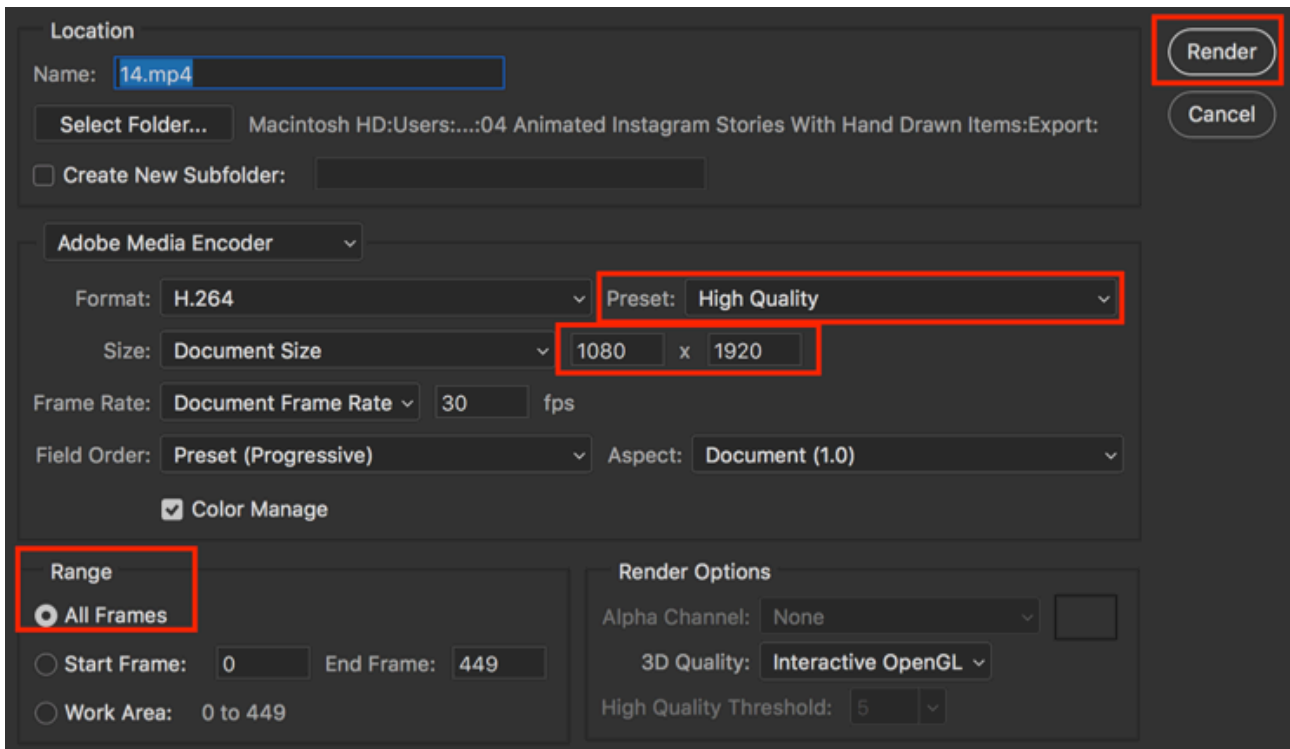 Location
Render
Name: 14.mp4
Select Folder... Macintosh HD:Users:...:04 Animated Instagram Stories With Hand Drawn Items:Export:
Cancel
Create New Subfolder:
Adobe Media Encoder
Format: H.264 Preset: High Quality
Size: Document Size 1080 x 1920
Frame Rate: Document Frame Rate 30 fps
Field Order: Preset (Progressive) Aspect: Document (1.0)
Color Manage
Range
All Frames
Start Frame: 0 End Frame: 449
Work Area: 0 to 449
Render Options
Alpha Channel: None
3D Quality: Interactive OpenGL
High Quality Threshold: 5